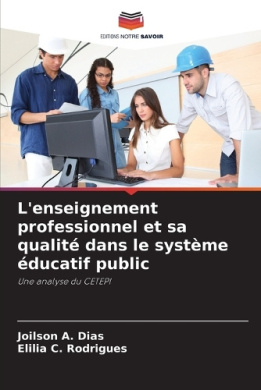 EDITIONS NOTRE SAVOIR
L'enseignement
professionnel et sa
qualité dans le système
éducatif public
Une analyse du CETEPI
Joilson A. Dias
Elilia C. Rodrigues